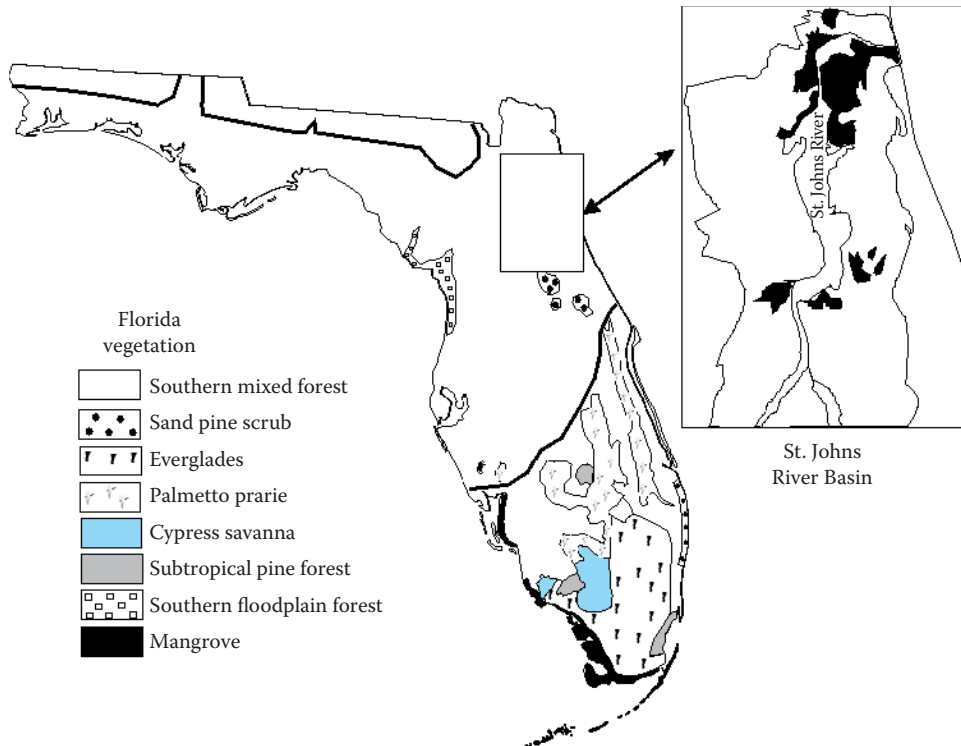 Florida
vegetation
Southern mixed forest
Sand pine scrub
Everglades
Palmetto prarie
Cypress savanna
Subtropical pine forest
Southern floodplain forest
Mangrove
St. Johns River
St. Johns
River Basin